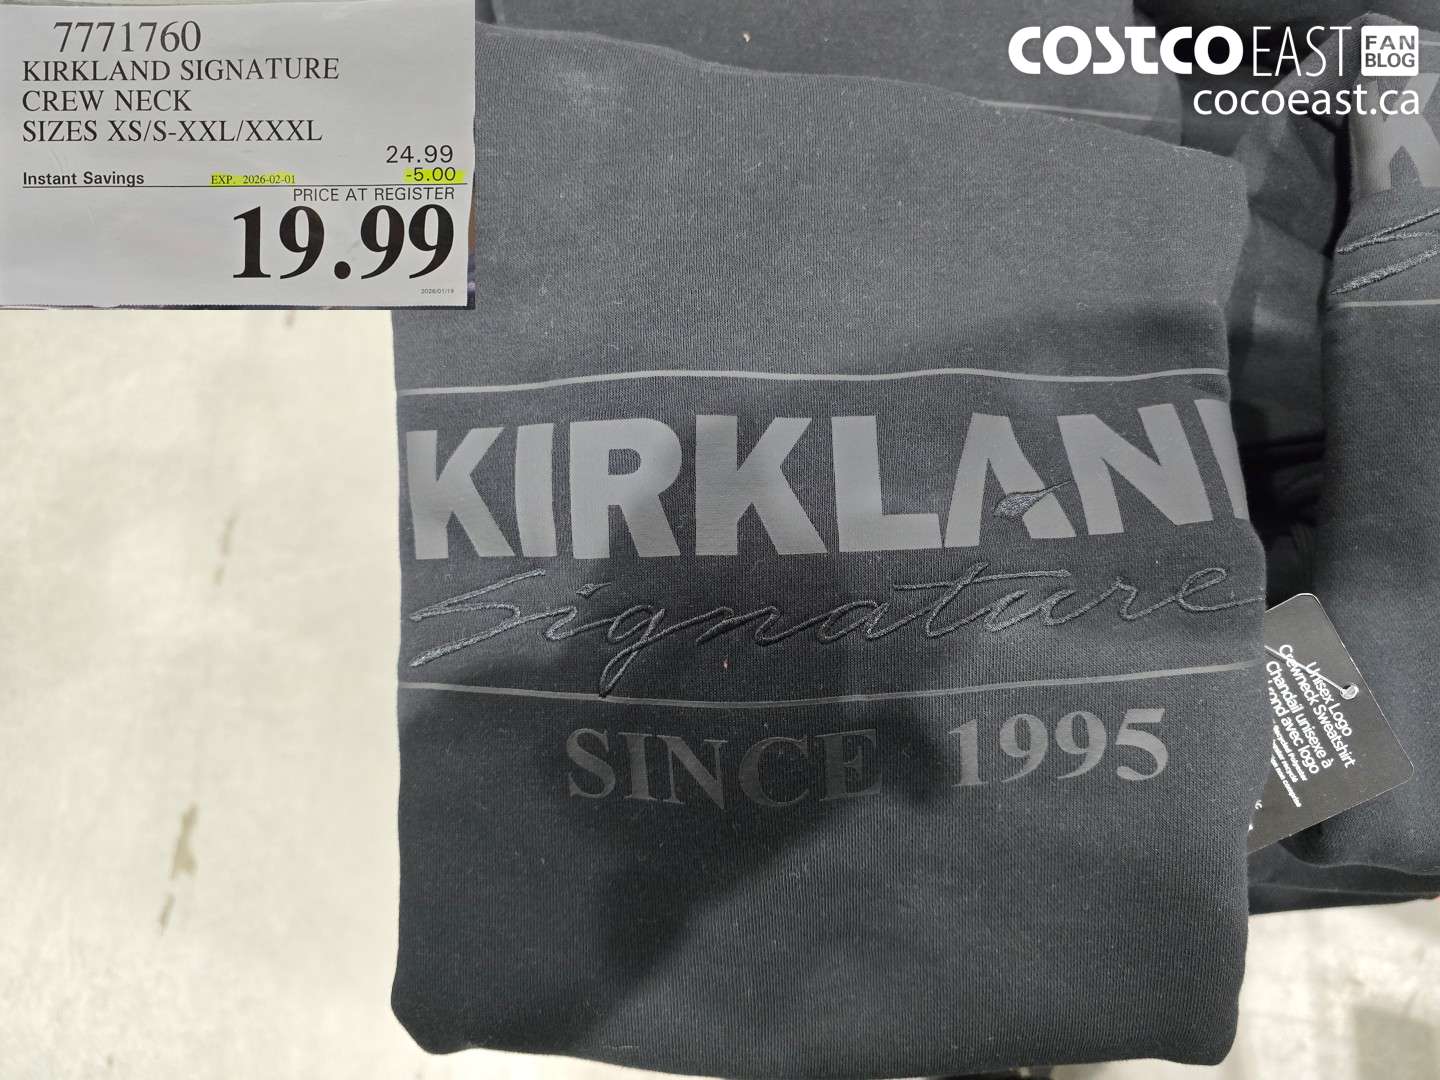 7771760
KIRKLAND SIGNATURE
CREW NECK
SIZES XS/S-XXL/XXXL
24.99
Instant Savings EXP. 2026-02-01 -5.00
PRICE AT REGISTER
19.99
2026/01/19
COSTCO EAST FAN BLOG
cocoeast.ca
KIRKLAN
Signature
SINCE 1995
Unisex Logo
Crewneck Sweatshirt
Chandail unisexe à
avec logo